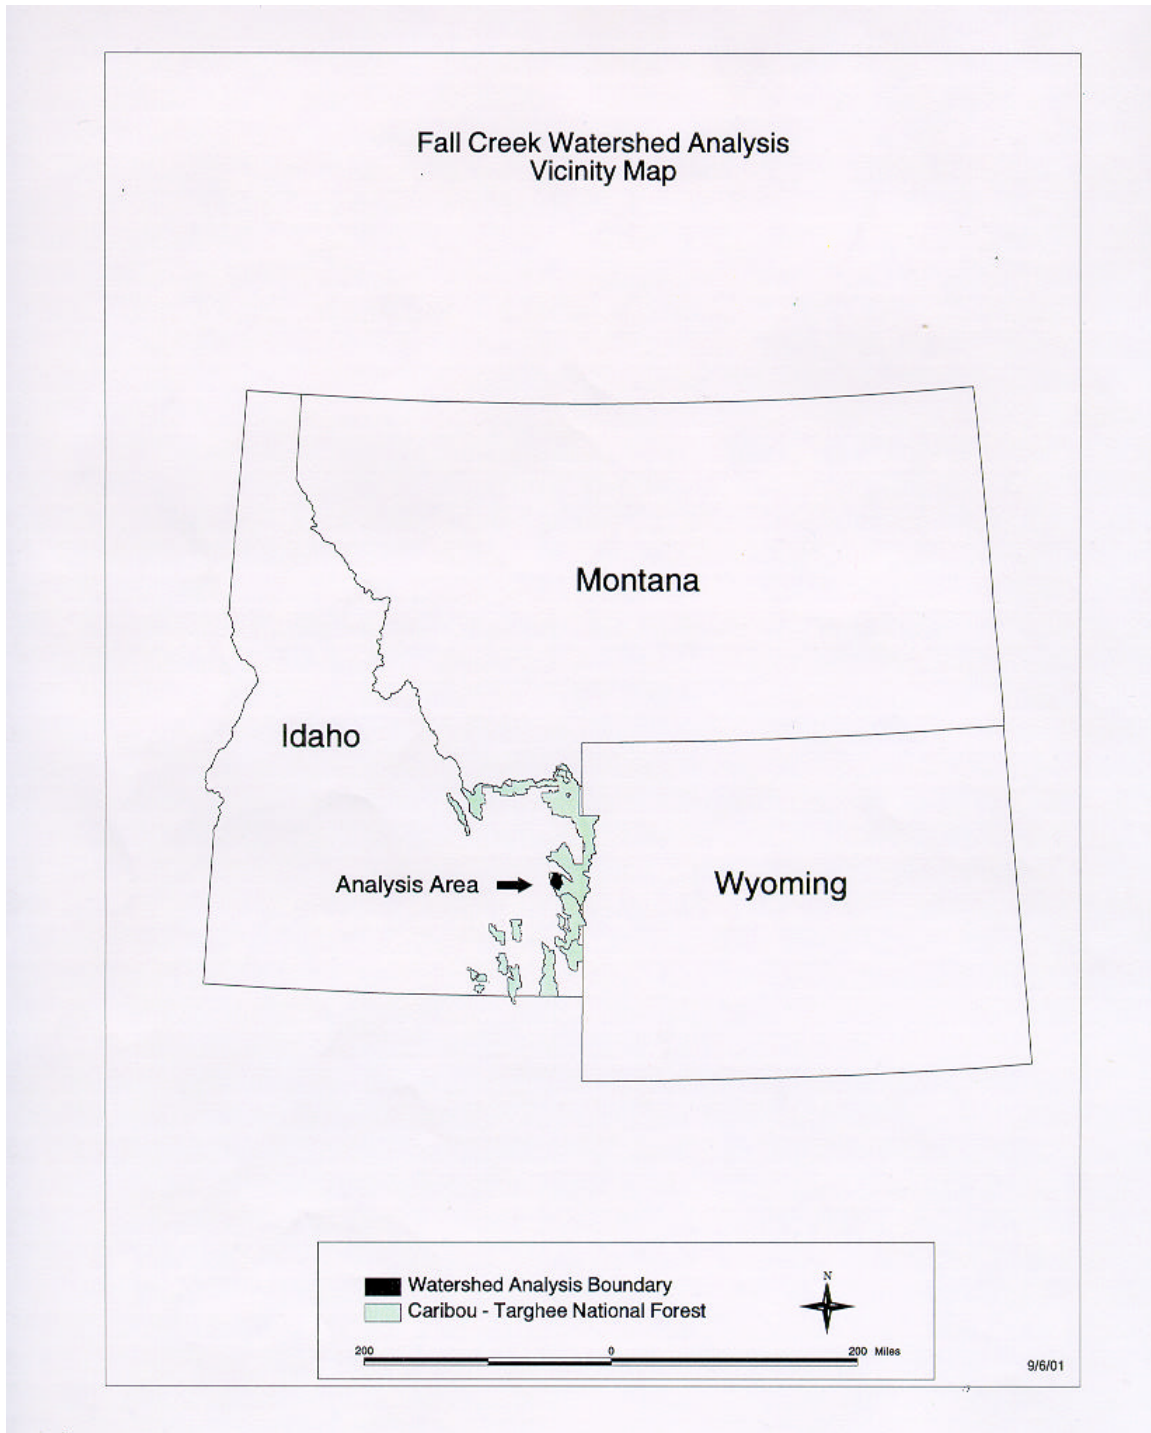 Fall Creek Watershed Analysis
Vicinity Map
Montana
Idaho
Analysis Area
Wyoming
N
Watershed Analysis Boundary
Caribou - Targhee National Forest
200 0 200 Miles
9/6/01